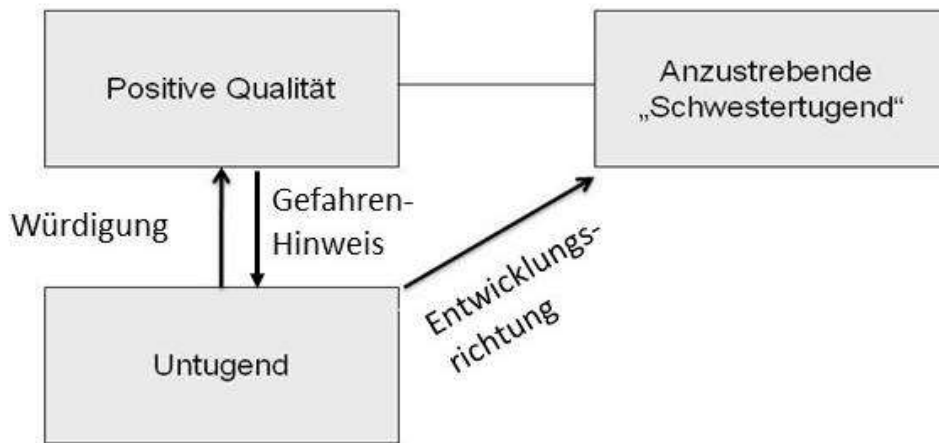 Positive Qualität
Anzustrebende
„Schwestertugend“
Würdigung
Gefahren-
Hinweis
Entwicklungs-
richtung
Untugend